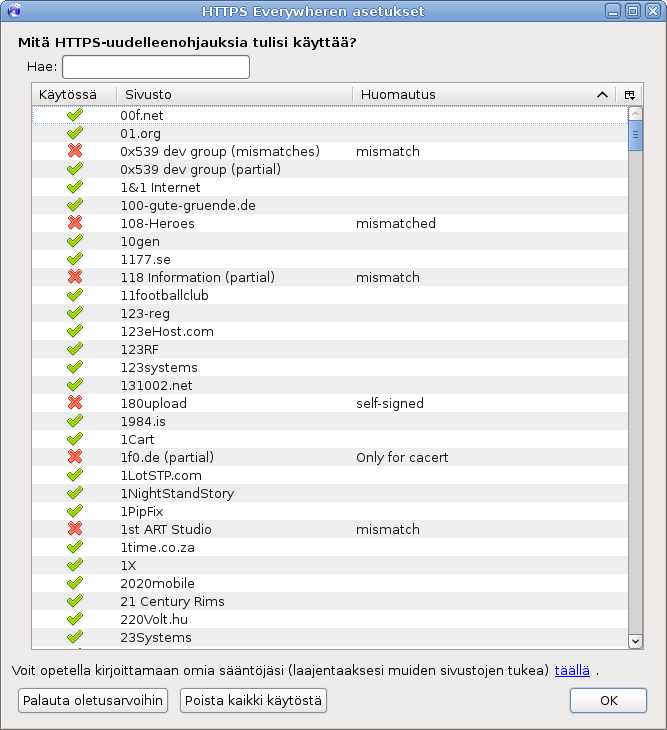 HTTPS Everywheren asetukset
Mitä HTTPS-uudelleenohjauksia tulisi käyttää?
Hae:
Käytössä Sivusto Huomautus
00f.net
01.org
0x539 dev group (mismatches) mismatch
0x539 dev group (partial)
1&1 Internet
100-gute-gruende.de
108-Heroes mismatched
10gen
1177.se
118 Information (partial) mismatch
11footballclub
123-reg
123eHost.com
123RF
123systems
131002.net
180upload self-signed
1984.is
1Cart
1f0.de (partial) Only for cacert
1LotSTP.com
1NightStandStory
1PipFix
1st ART Studio mismatch
1time.co.za
1X
2020mobile
21 Century Rims
220Volt.hu
23Systems
Voit opetella kirjoittamaan omia sääntöjäsi (laajentaaksesi muiden sivustojen tukea) täällä .
Palauta oletusarvoihin Poista kaikki käytöstä OK